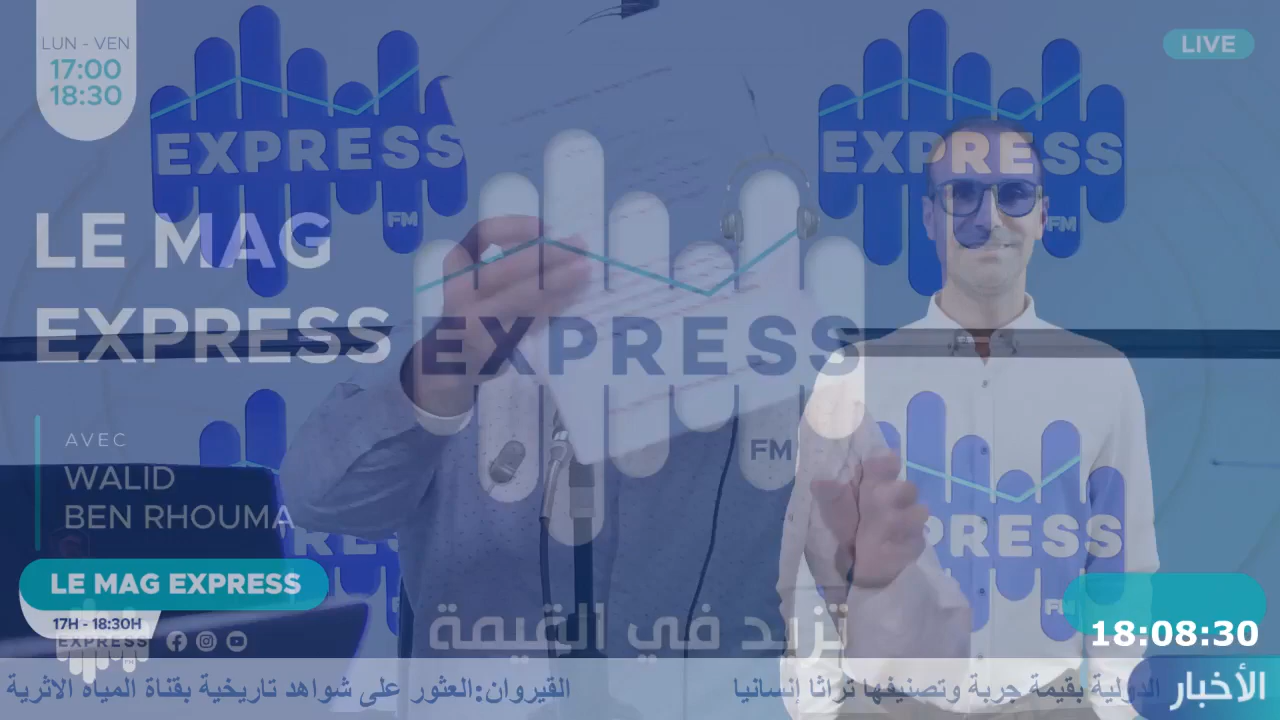 LUN - VEN
17:00
18:30
LIVE
EXPRESS
FM
EXPRESS
FM
LE MAG
EXPRESS
EXPRESS
FM
AVEC
WALID
BEN RHOUMA
EXPRESS
FM
LE MAG EXPRESS
17H - 18:30H
EXPRESS
FM
تزيد في القيمة
18:08:30
الأخبار
الدولية بقيمة جربة وتصنيفها تراثا إنسانيا
القيروان:العثور على شواهد تاريخية بقناة المياه الاثرية